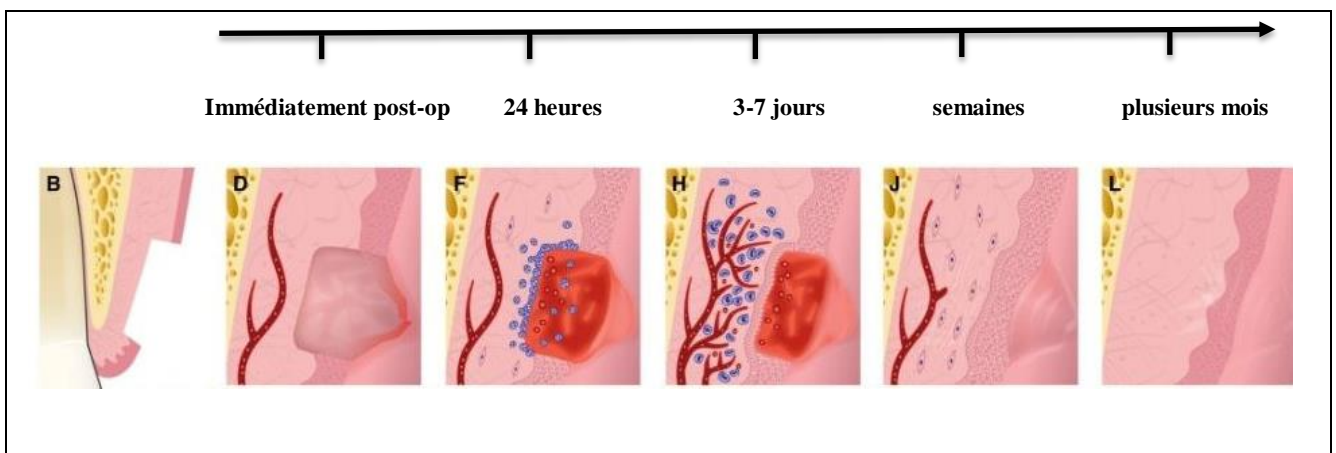 Immédiatement post-op 24 heures 3-7 jours semaines plusieurs mois
B D F H J L